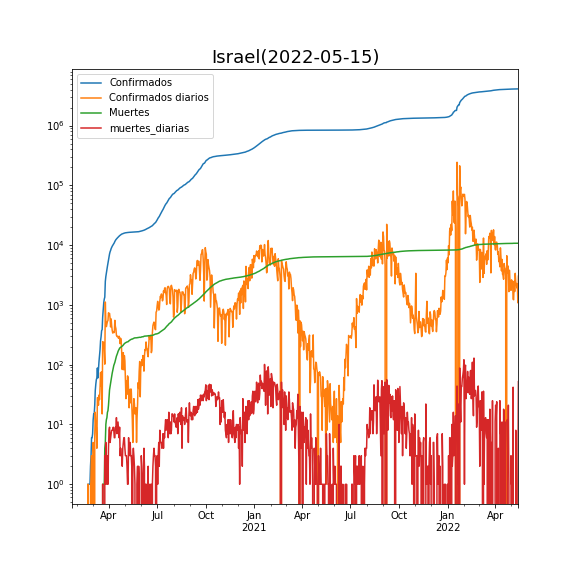 Israel(2022-05-15)
Confirmados
Confirmados diarios
Muertes
muertes_diarias
10^6
10^5
10^4
10^3
10^2
10^1
10^0
Apr Jul Oct Jan Apr Jul Oct Jan Apr
2021 2022